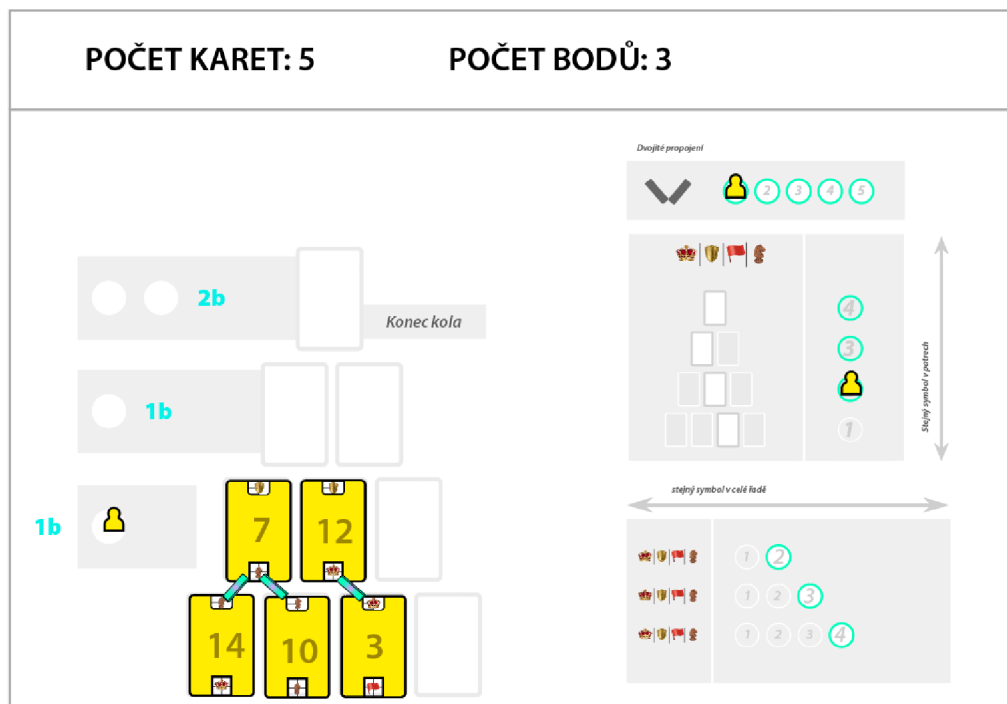 POČET KARET: 5
POČET BODŮ: 3
Dvojité propojení
2 3 4 5
2b
Konec kola
4
3
1
Stejný symbol v patrech
1b
1b
7 12
14 10 3
stejný symbol v celé řadě
1 2
1 2 3
1 2 3 4